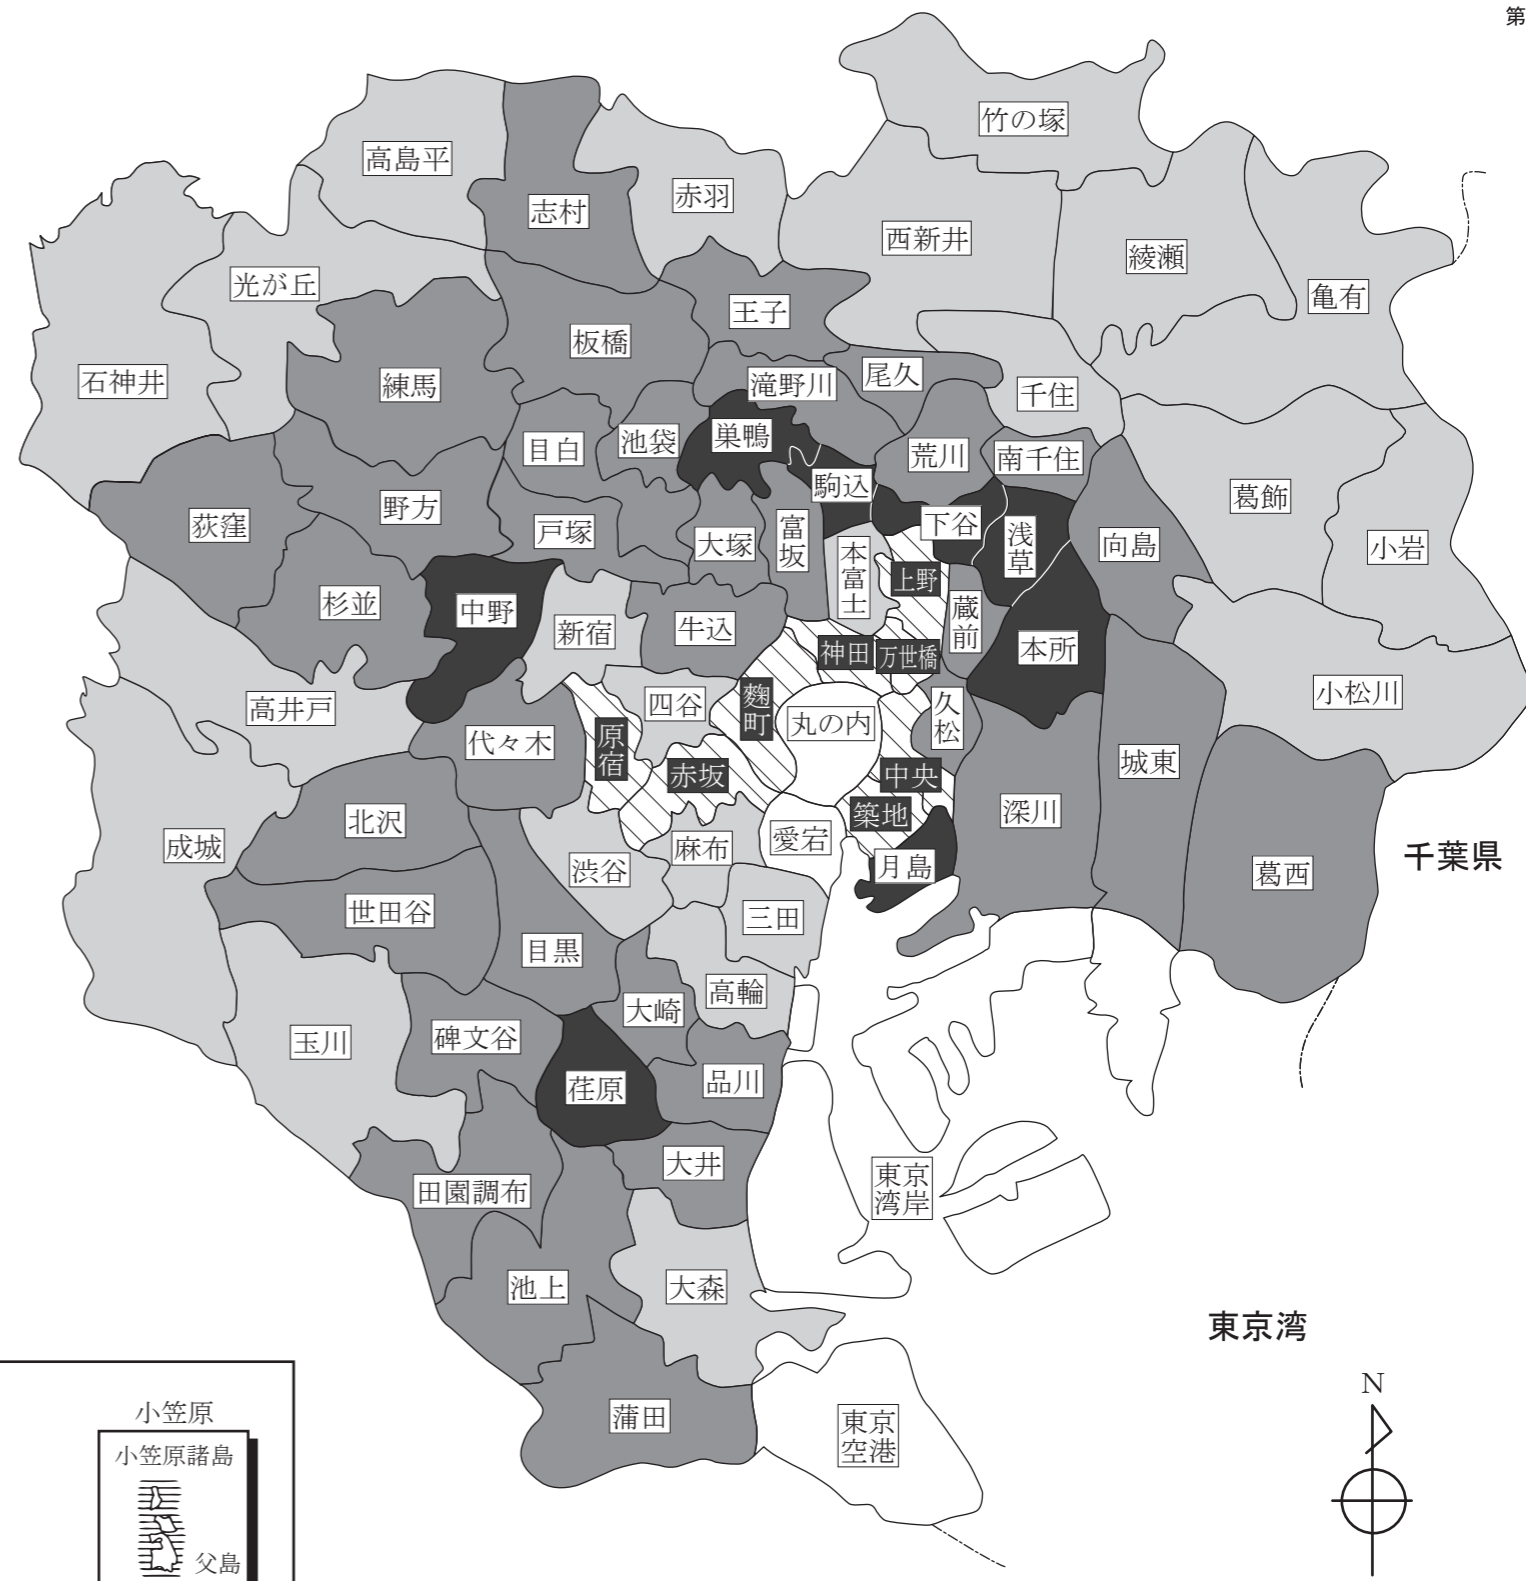 第
竹の塚
高島平
志村
赤羽
西新井
綾瀬
光が丘
王子
亀有
板橋
石神井
練馬
滝野川
尾久
千住
目白
池袋
巣鴨
荒川
南千住
駒込
葛飾
荻窪
野方
戸塚
大塚
富坂
下谷
浅草
向島
小岩
本富士
上野
杉並
中野
新宿
牛込
蔵前
神田
万世橋
本所
高井戸
四谷
麴町
丸の内
久松
小松川
代々木
原宿
赤坂
中央
城東
北沢
築地
深川
成城
渋谷
麻布
愛宕
月島
千葉県
葛西
世田谷
三田
目黒
高輪
大崎
玉川
碑文谷
荏原
品川
大井
田園調布
東京
湾岸
池上
大森
東京湾
蒲田
東京
空港
N
小笠原
小笠原諸島
父島